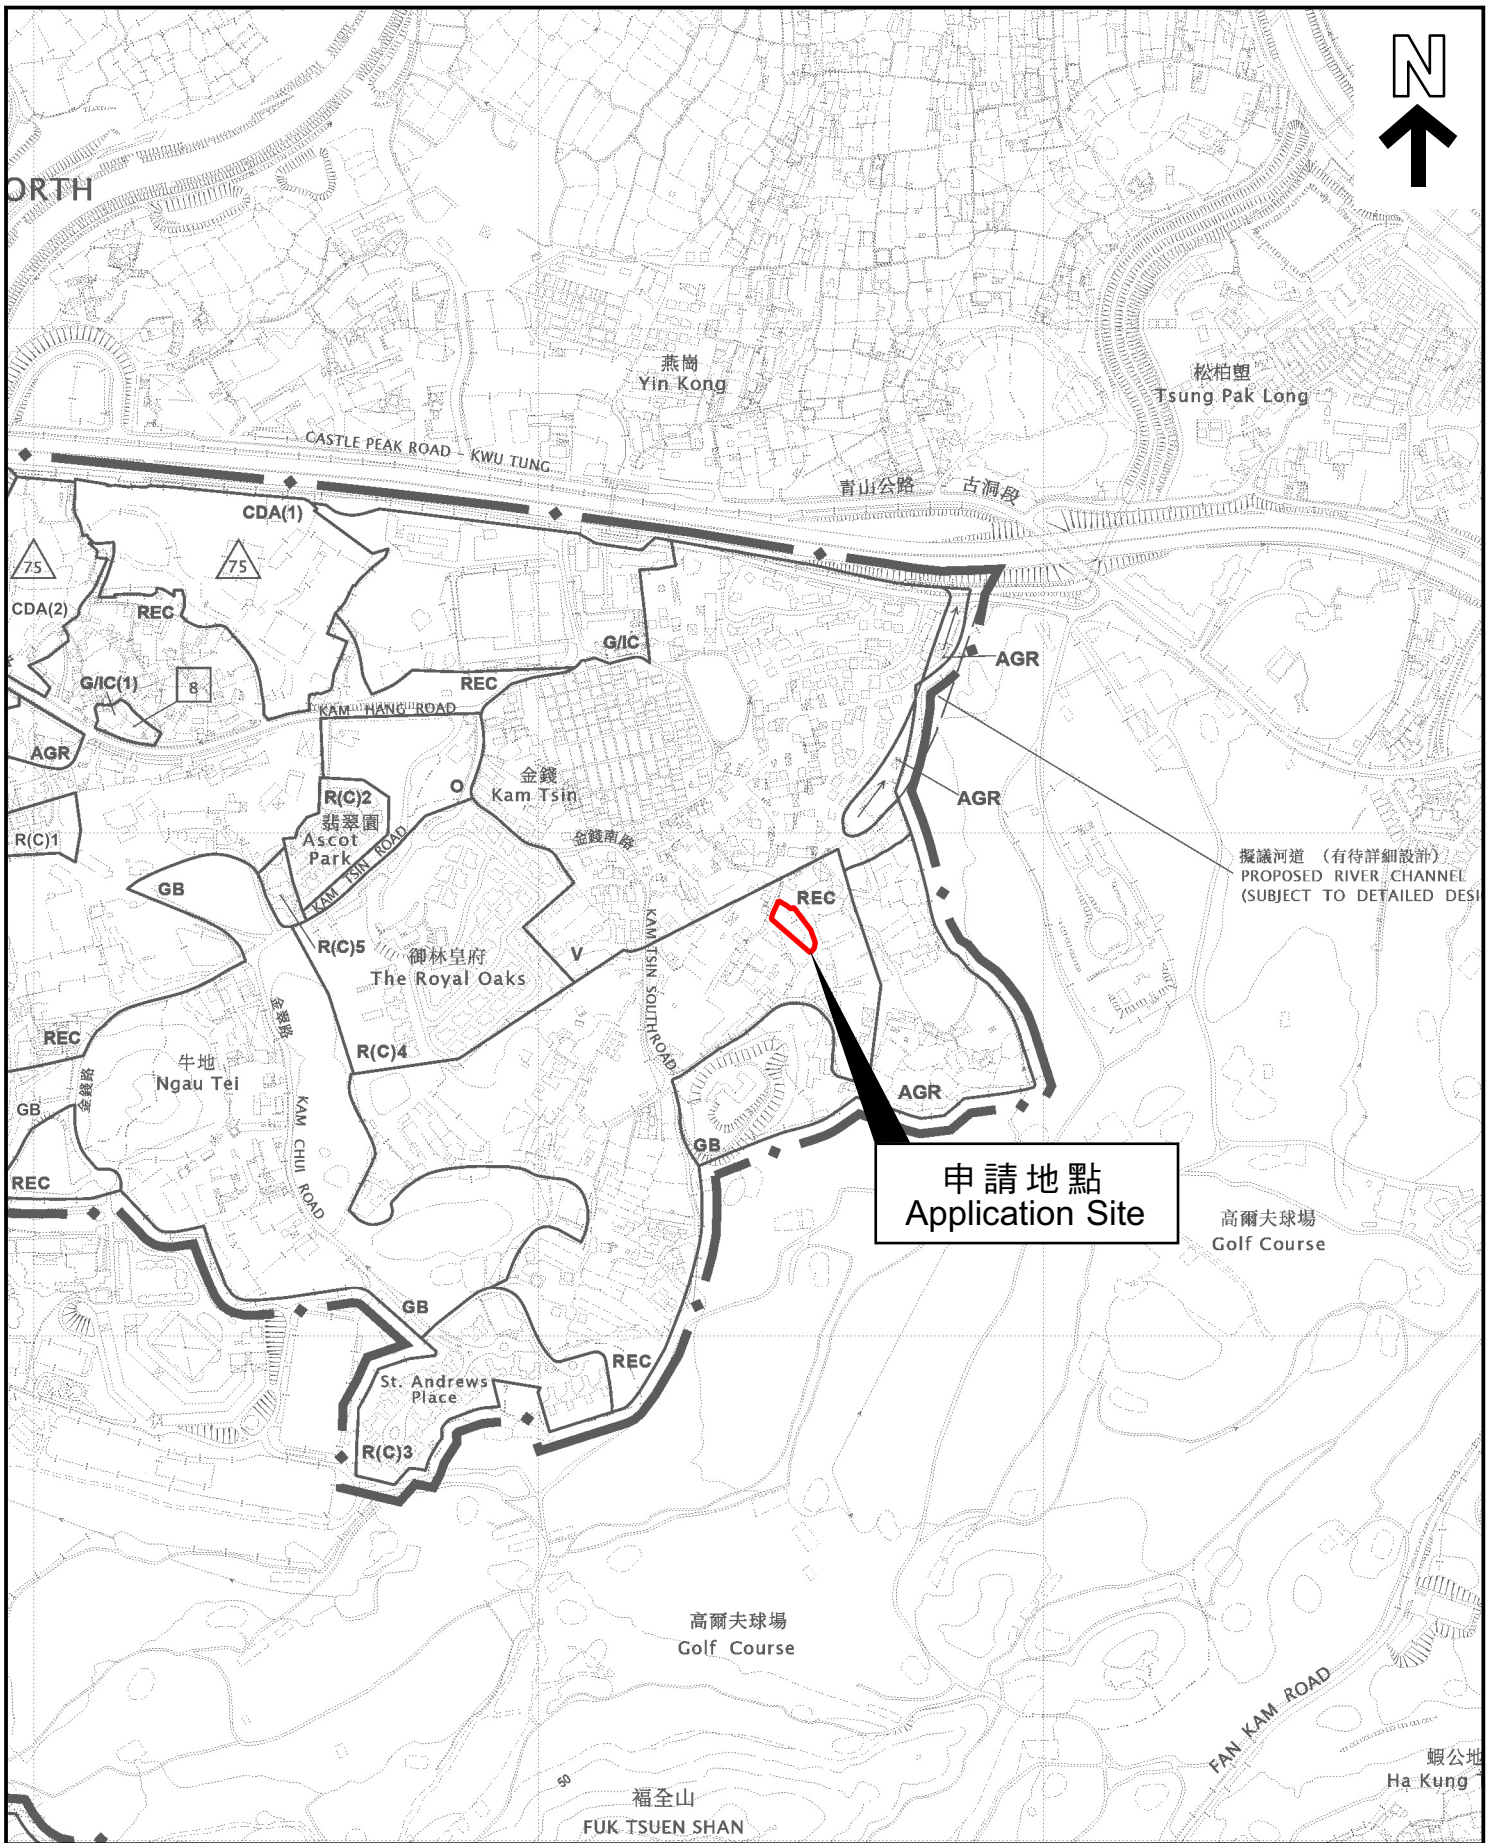 N
ORTH
燕崗
Yin Kong
松柏塱
Tsung Pak Long
CASTLE PEAK ROAD - KWU TUNG
青山公路
古洞段
CDA(1)
75
75
CDA(2)
REC
G/IC
AGR
G/IC(1)
8
REC
KAM HANG ROAD
AGR
金錢
Kam Tsin
O
R(C)2
翡翠園
Ascot
Park
AGR
R(C)1
金錢南路
擬議河道 （有待詳細設計）
PROPOSED RIVER CHANNEL
(SUBJECT TO DETAILED DESI
KAM TSIN ROAD
GB
REC
R(C)5
御林皇府
The Royal Oaks
V
KAM TSIN SOUTH ROAD
金翠路
REC
R(C)4
牛地
Ngau Tei
金錢路
AGR
GB
KAM CHUI ROAD
GB
REC
申請地點
Application Site
高爾夫球場
Golf Course
GB
REC
St. Andrews
Place
R(C)3
高爾夫球場
Golf Course
FAN KAM ROAD
蝦公地
Ha Kung
50
福全山
FUK TSUEN SHAN